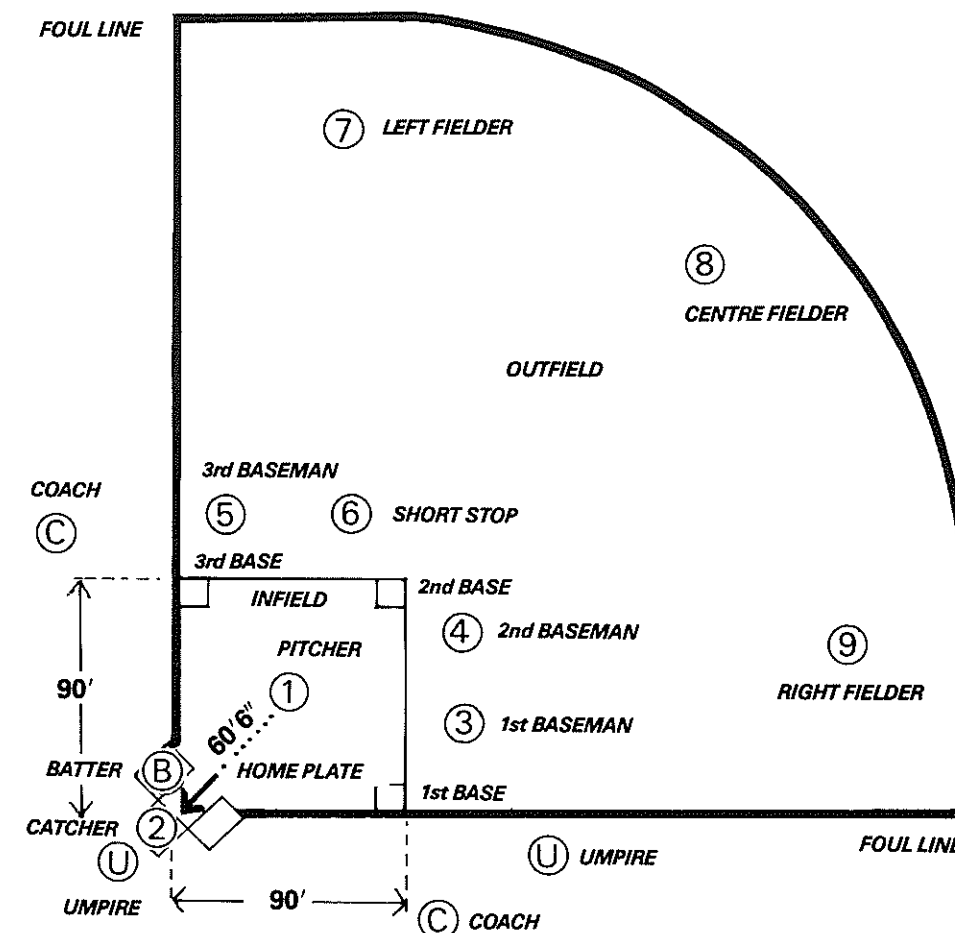 FOUL LINE
7 LEFT FIELDER
8
CENTRE FIELDER
OUTFIELD
3rd BASEMAN
COACH
C
5
6 SHORT STOP
3rd BASE
2nd BASE
INFIELD
4 2nd BASEMAN
PITCHER
9
90'
1
RIGHT FIELDER
60'6"
3 1st BASEMAN
BATTER B
HOME PLATE
1st BASE
CATCHER 2
U
UMPIRE
U UMPIRE
FOUL LINE
90'
C COACH